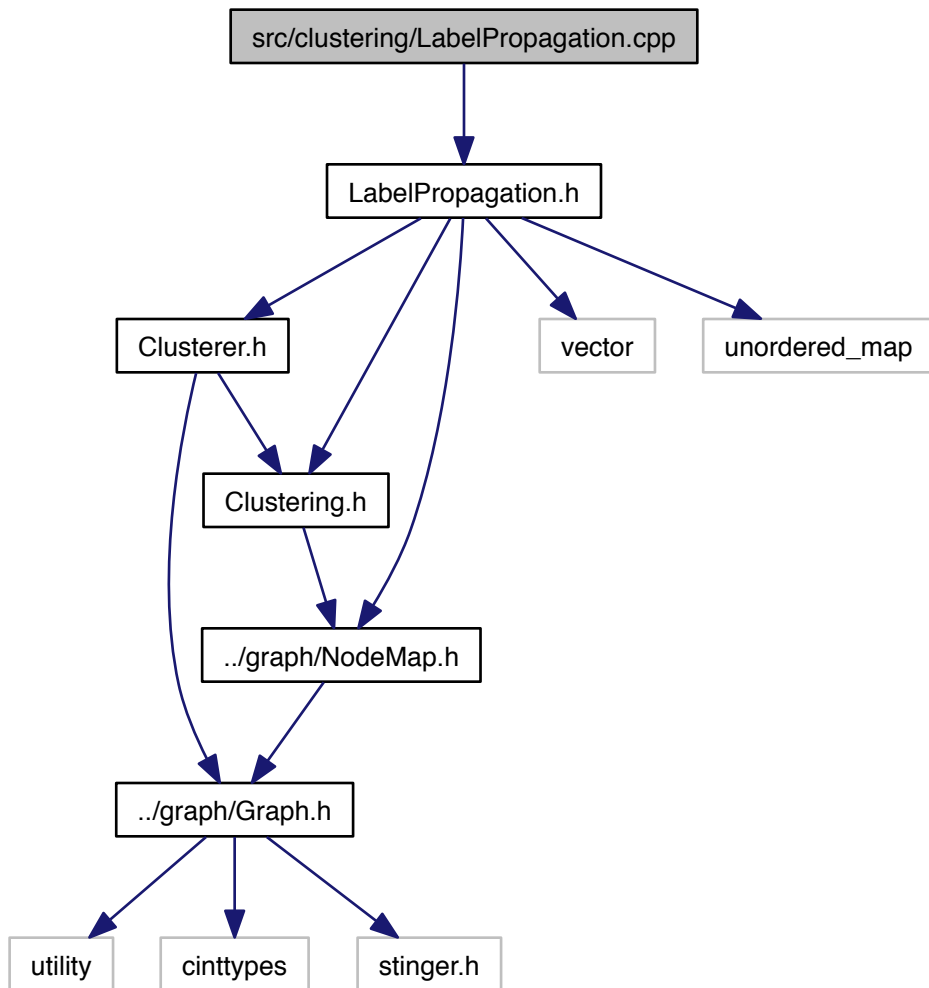 src/clustering/LabelPropagation.cpp
LabelPropagation.h
Clusterer.h
vector
unordered_map
Clustering.h
../graph/NodeMap.h
../graph/Graph.h
utility
cinttypes
stinger.h